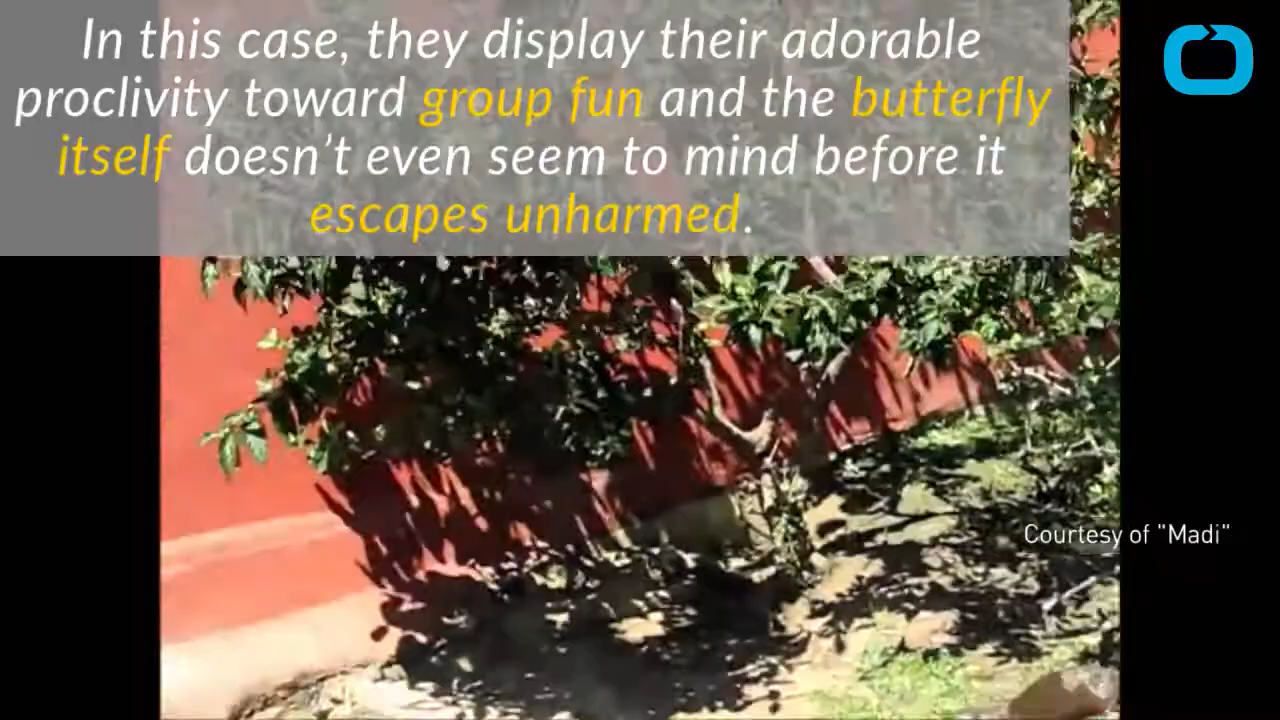 In this case, they display their adorable
proclivity toward group fun and the butterfly
itself doesn't even seem to mind before it
escapes unharmed.
Courtesy of "Madi"